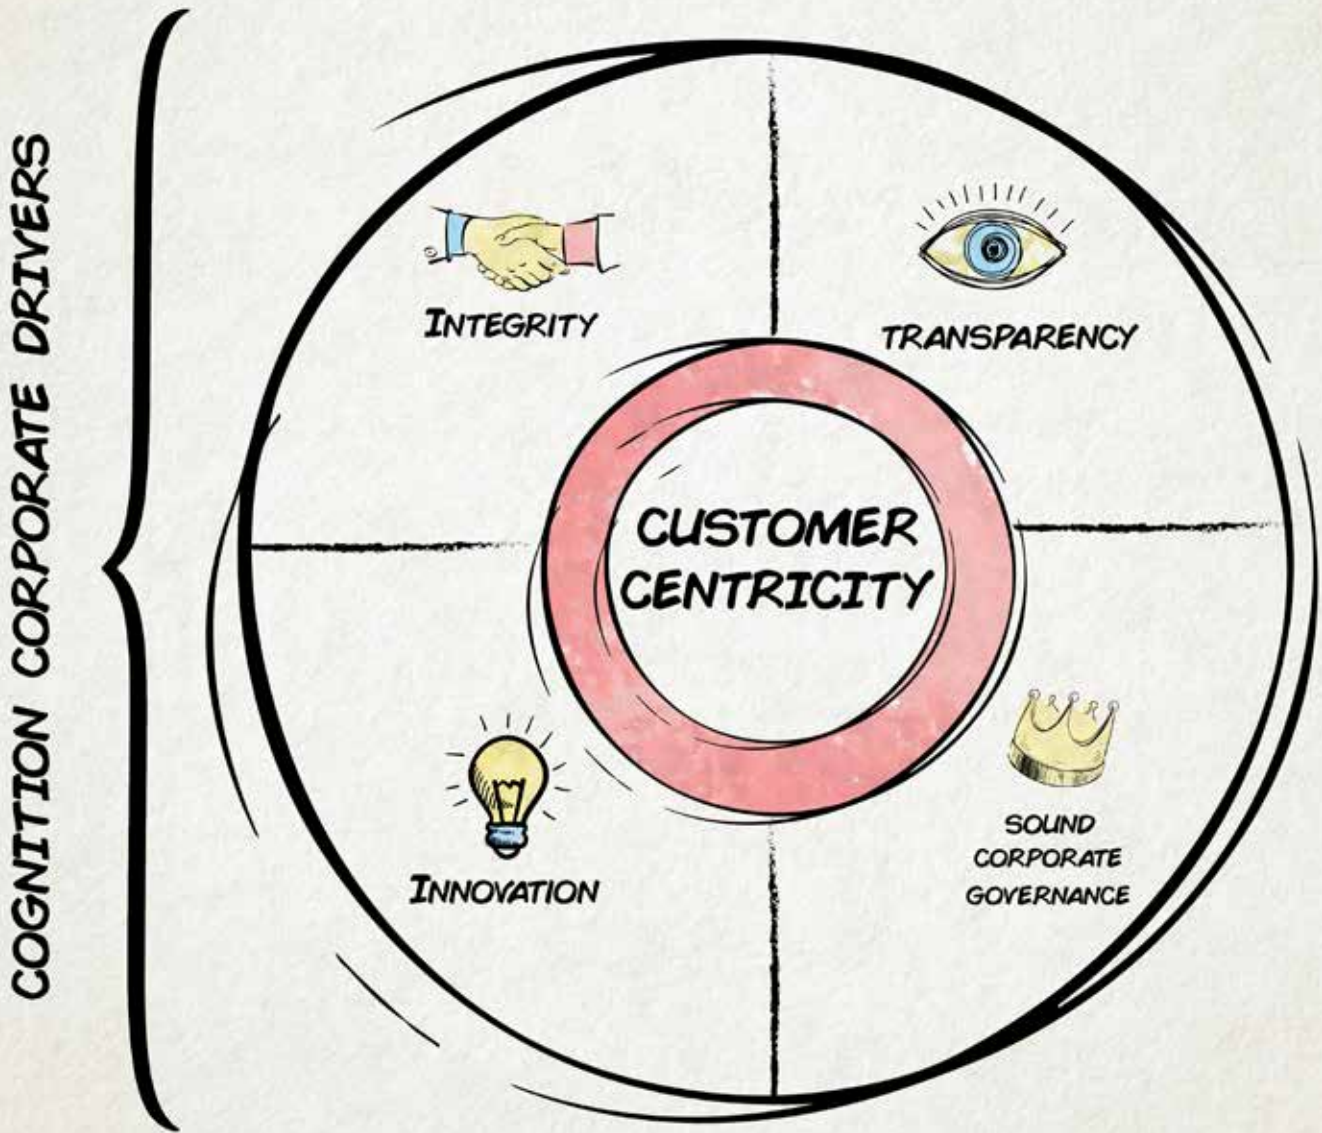 COGNITION CORPORATE DRIVERS
INTEGRITY
TRANSPARENCY
CUSTOMER
CENTRICITY
INNOVATION
SOUND
CORPORATE
GOVERNANCE